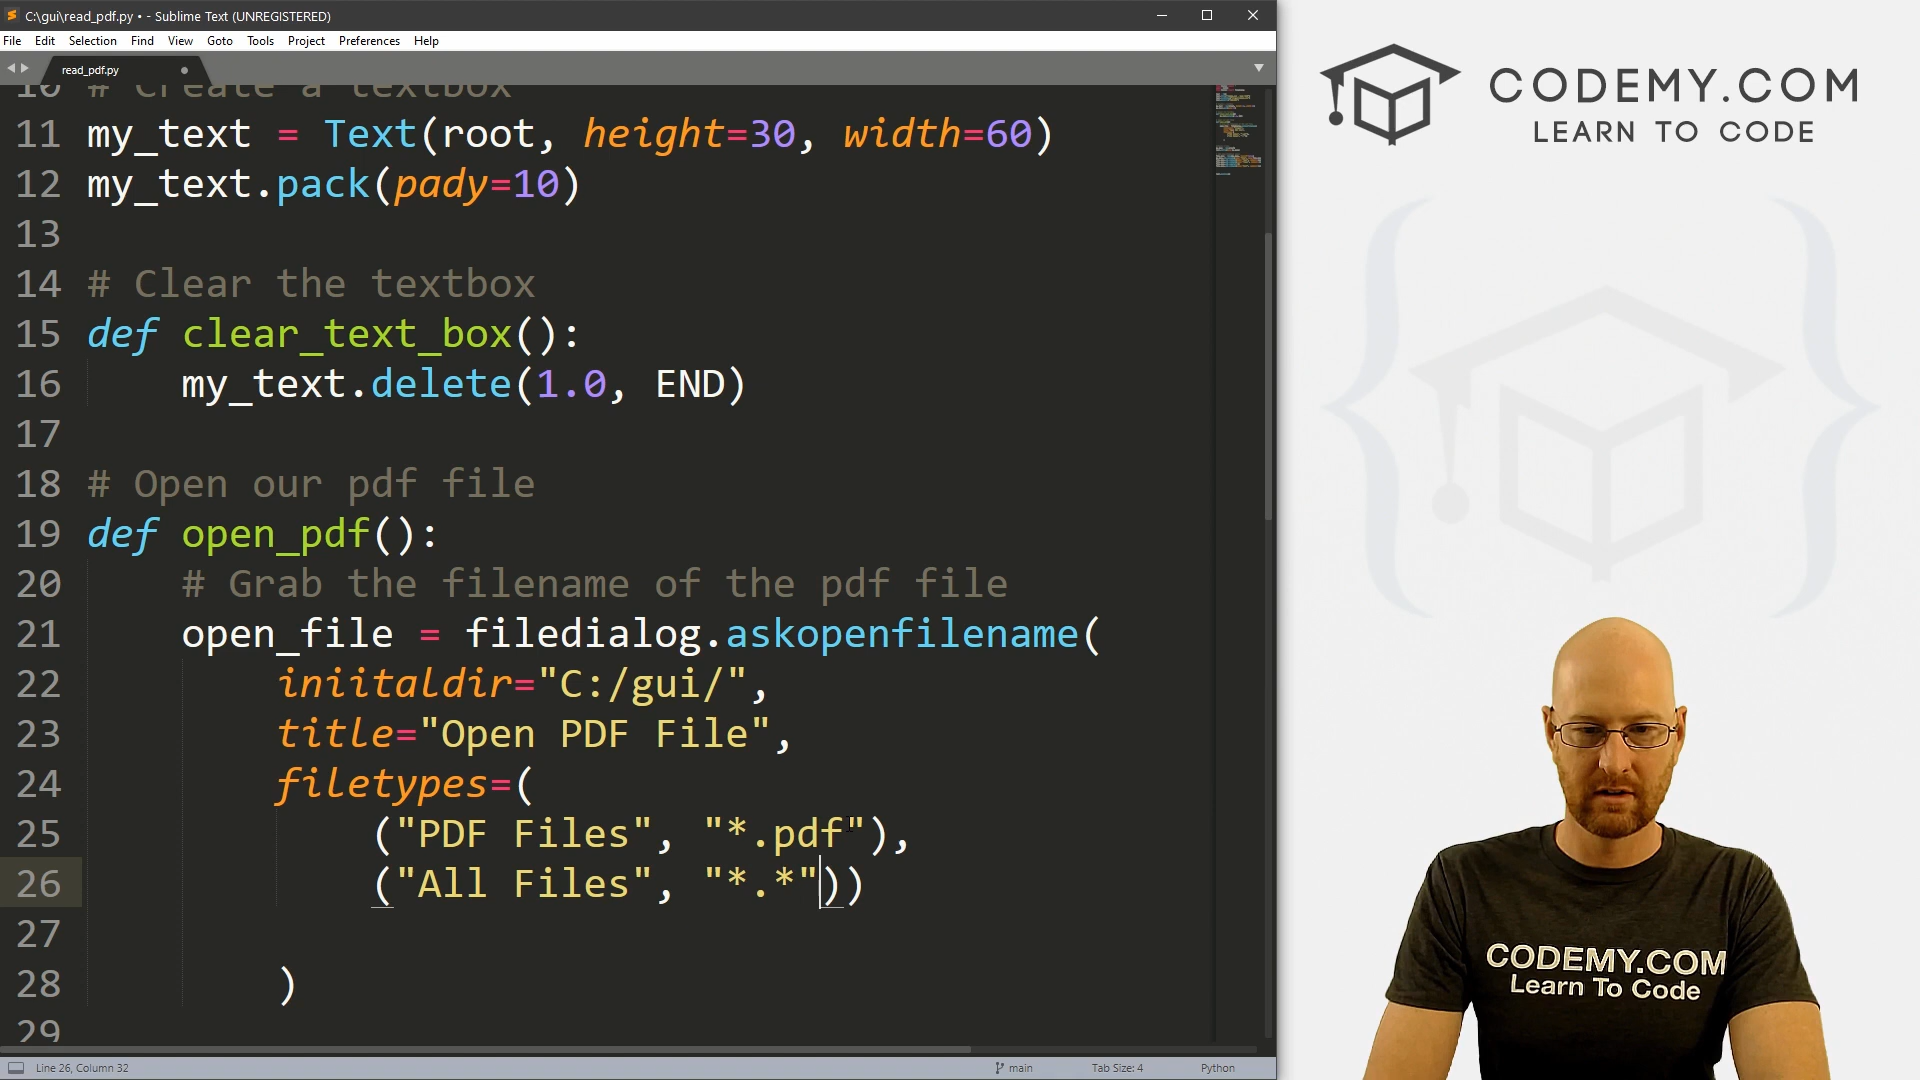 C:\gui\read_pdf.py • - Sublime Text (UNREGISTERED)
File Edit Selection Find View Goto Tools Project Preferences Help
read_pdf.py
10 # Create a textbox
11 my_text = Text(root, height=30, width=60)
12 my_text.pack(pady=10)
13
14 # Clear the textbox
15 def clear_text_box():
16 my_text.delete(1.0, END)
17
18 # Open our pdf file
19 def open_pdf():
20 # Grab the filename of the pdf file
21 open_file = filedialog.askopenfilename(
22 iniitaldir="C:/gui/",
23 title="Open PDF File",
24 filetypes=(
25 ("PDF Files", "*.pdf"),
26 ("All Files", "*.*"))
27
28 )
29
Line 26, Column 32
main
Tab Size: 4
Python
CODEMY.COM
LEARN TO CODE
CODEMY.COM
Learn To Code